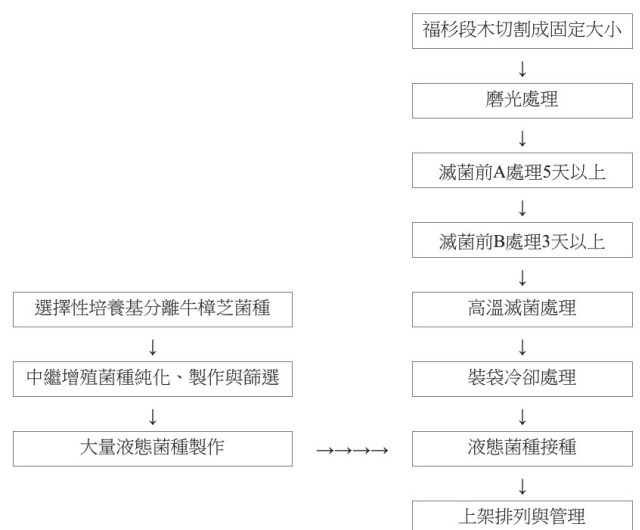 福杉段木切割成固定大小
↓
磨光處理
↓
滅菌前A處理5天以上
↓
滅菌前B處理3天以上
↓
高溫滅菌處理
↓
裝袋冷卻處理
↓
選擇性培養基分離牛樟芝菌種
↓
中繼增殖菌種純化、製作與篩選
↓
大量液態菌種製作
→→→→
液態菌種接種
↓
上架排列與管理